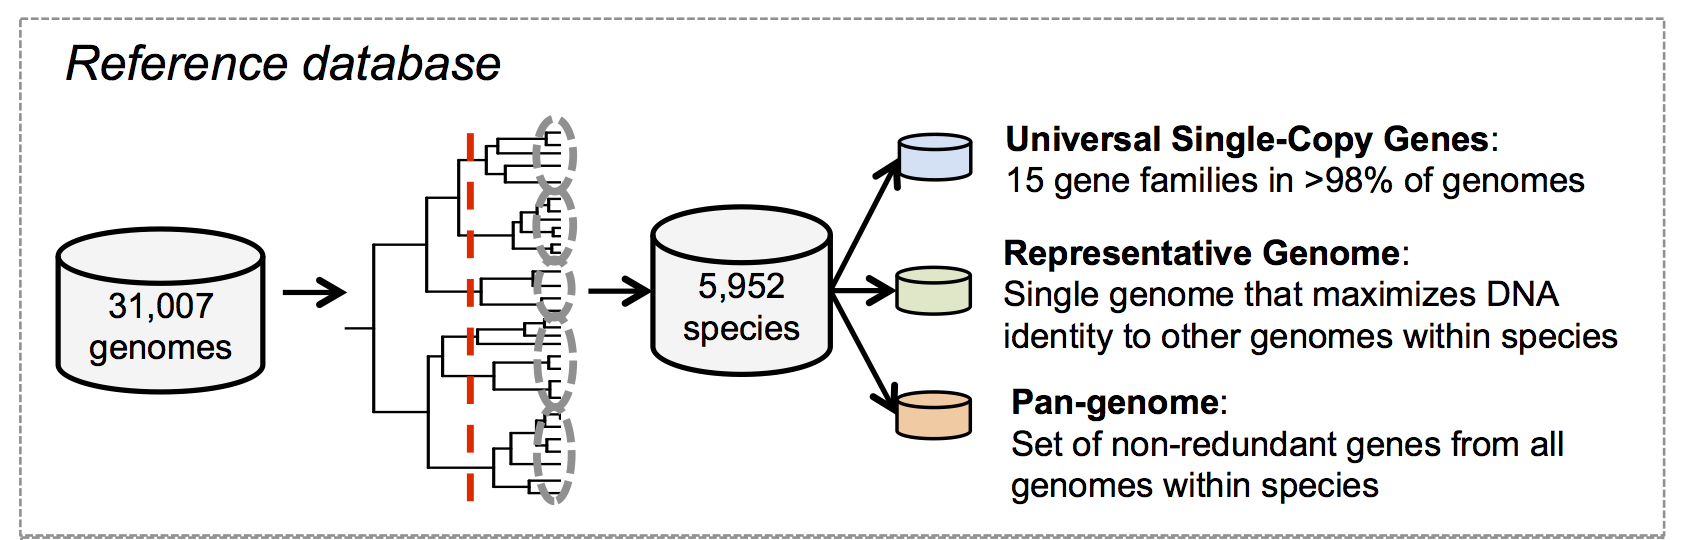 Reference database
31,007
genomes
5,952
species
Universal Single-Copy Genes:
15 gene families in >98% of genomes
Representative Genome:
Single genome that maximizes DNA
identity to other genomes within species
Pan-genome:
Set of non-redundant genes from all
genomes within species